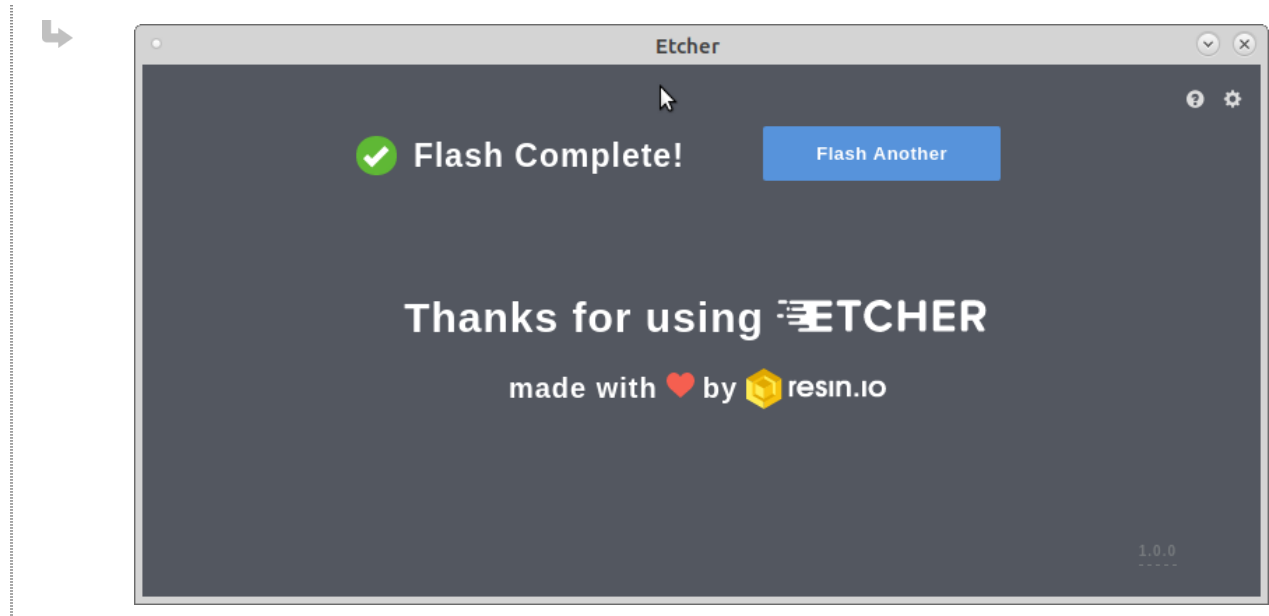 Etcher
Flash Complete!
Flash Another
Thanks for using ETCHER
made with by resin.io
1.0.0